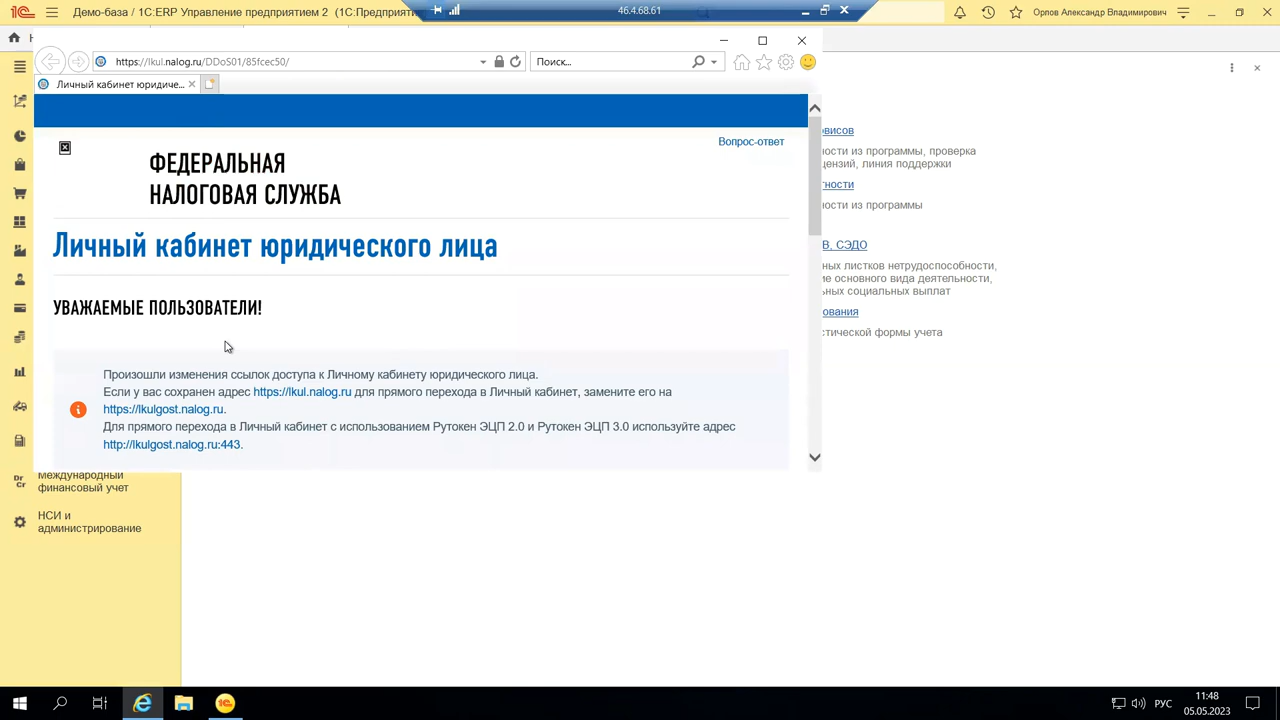 Демо-база / 1С:ERP Управление предприятием 2 (1С:Предприяти
46.4.68.61
Орлов Александр Владимирович
https://lkul.nalog.ru/DDoS01/85fcec50/
Поиск...
Личный кабинет юридиче...
Вопрос-ответ
ФЕДЕРАЛЬНАЯ
НАЛОГОВАЯ СЛУЖБА
Личный кабинет юридического лица
УВАЖАЕМЫЕ ПОЛЬЗОВАТЕЛИ!
Произошли изменения ссылок доступа к Личному кабинету юридического лица.
Если у вас сохранен адрес https://lkul.nalog.ru для прямого перехода в Личный кабинет, замените его на
https://lkulgost.nalog.ru.
Для прямого перехода в Личный кабинет с использованием Рутокен ЭЦП 2.0 и Рутокен ЭЦП 3.0 используйте адрес
http://lkulgost.nalog.ru:443.
рвисов
ности из программы, проверка
цензий, линия поддержки
тности
ности из программы
В, СЭДО
ных листков нетрудоспособности,
ие основного вида деятельности,
ьных социальных выплат
ования
стической формы учета
Международный
финансовый учет
НСИ и
администрирование
РУС
11:48
05.05.2023